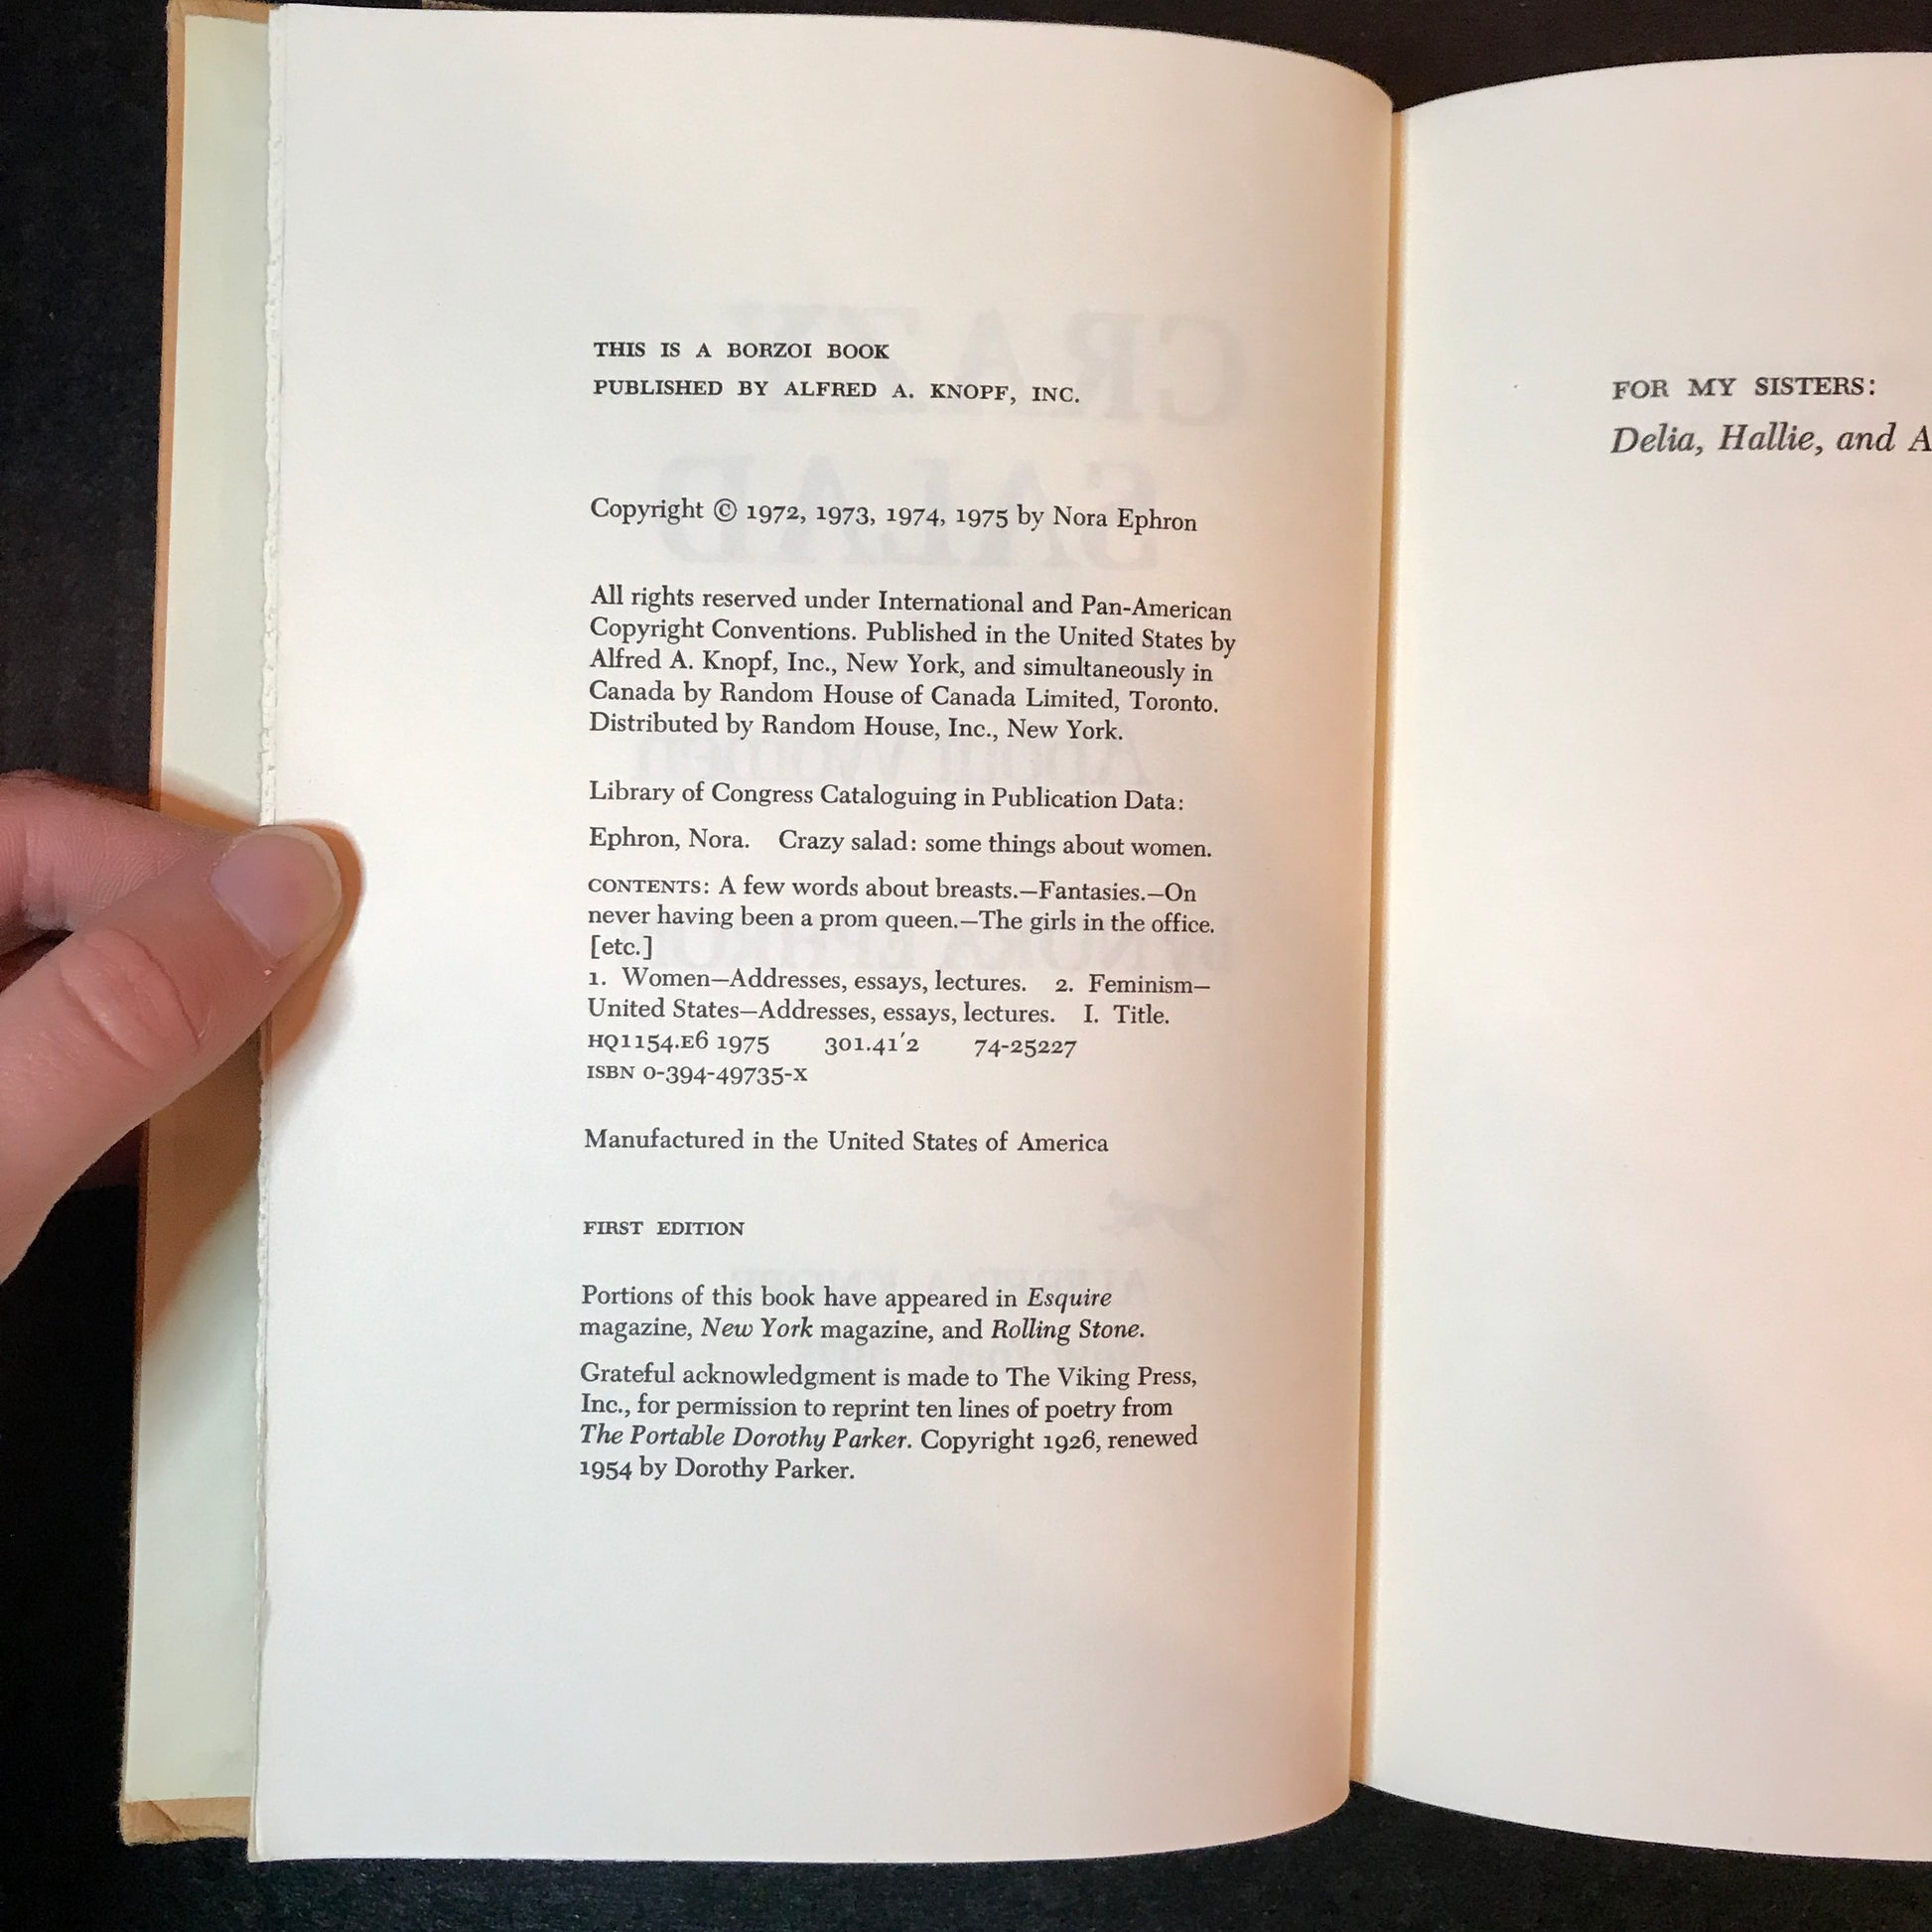 THIS IS A BORZOI BOOK
PUBLISHED BY ALFRED A. KNOPF, INC.
Copyright © 1972, 1973, 1974, 1975 by Nora Ephron
All rights reserved under International and Pan-American
Copyright Conventions. Published in the United States by
Alfred A. Knopf, Inc., New York, and simultaneously in
Canada by Random House of Canada Limited, Toronto.
Distributed by Random House, Inc., New York.
Library of Congress Cataloguing in Publication Data:
Ephron, Nora. Crazy salad: some things about women.
CONTENTS: A few words about breasts.—Fantasies.—On
never having been a prom queen.—The girls in the office.
[etc.]
1. Women—Addresses, essays, lectures. 2. Feminism—
United States—Addresses, essays, lectures. I. Title.
HQ1154.E6 1975 301.41'2 74-25227
ISBN 0-394-49735-X
Manufactured in the United States of America
FIRST EDITION
Portions of this book have appeared in Esquire
magazine, New York magazine, and Rolling Stone.
Grateful acknowledgment is made to The Viking Press,
Inc., for permission to reprint ten lines of poetry from
The Portable Dorothy Parker. Copyright 1926, renewed
1954 by Dorothy Parker.
FOR MY SISTERS:
Delia, Hallie, and